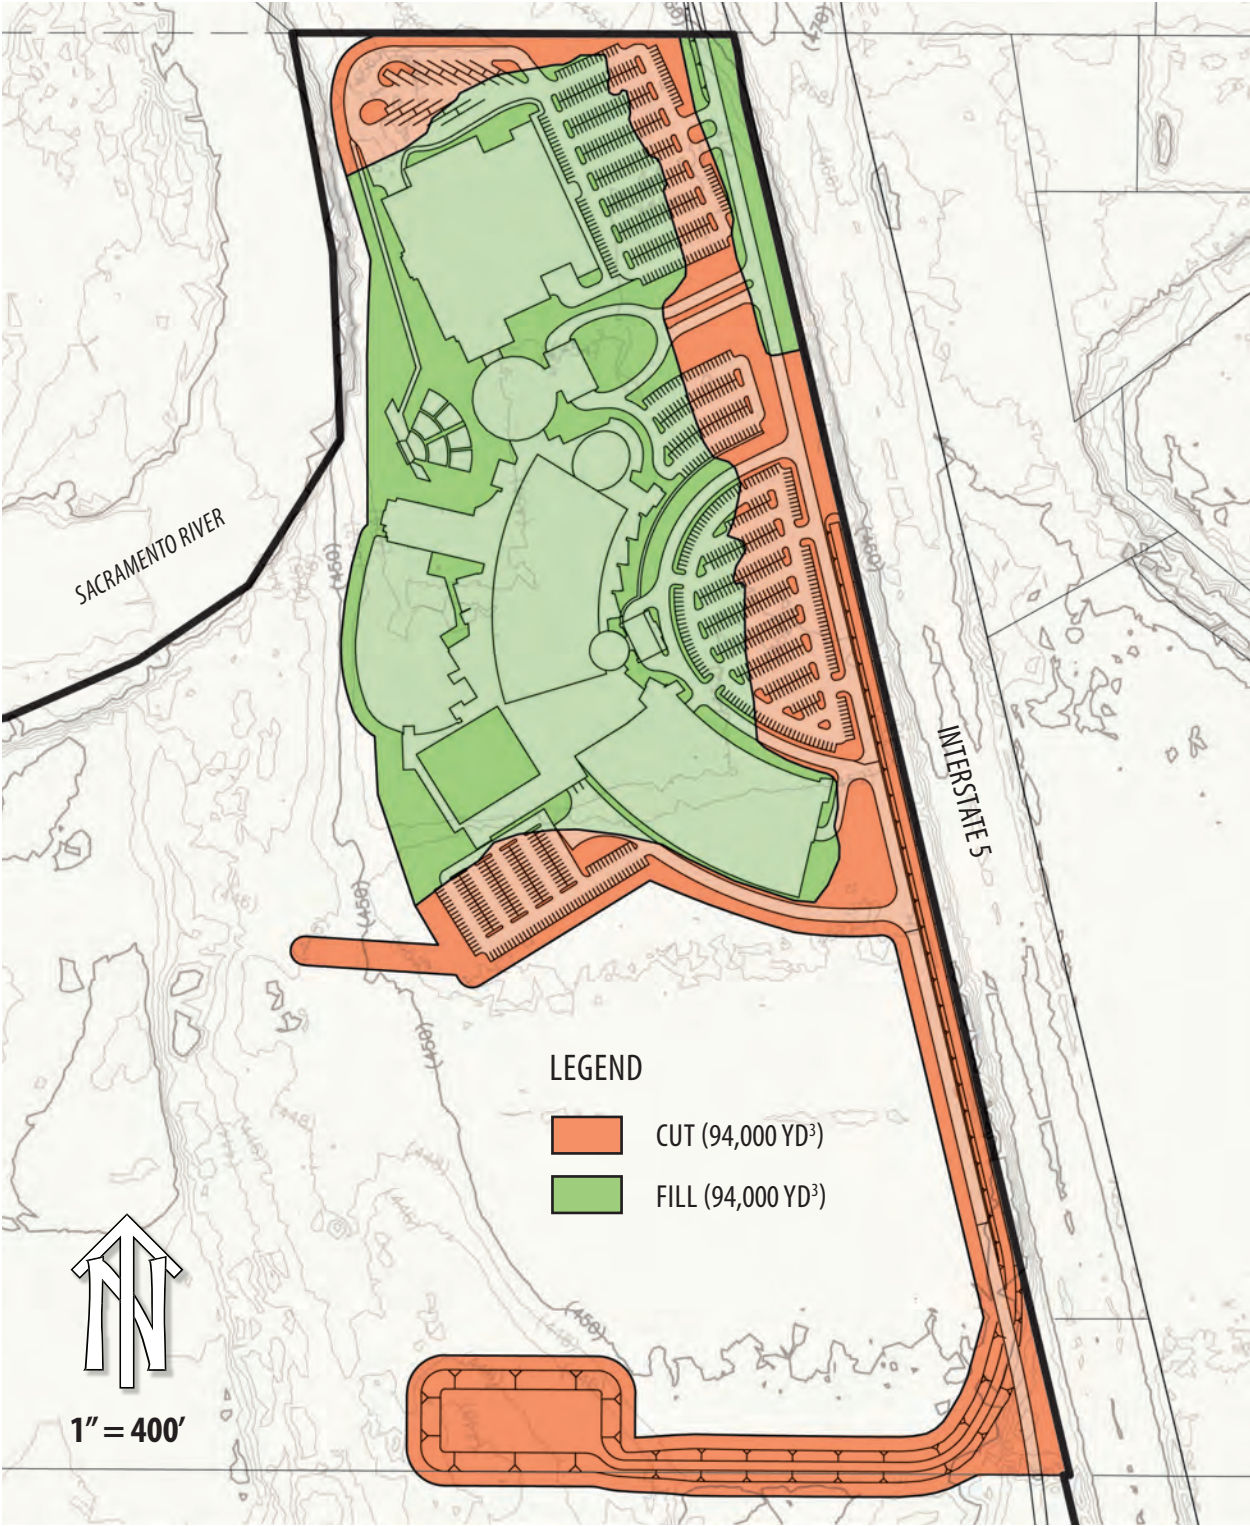 SACRAMENTO RIVER
(460)
(450)
INTERSTATE 5
(450)
(450)
LEGEND
CUT (94,000 YD³)
FILL (94,000 YD³)
N
(450)
1″ = 400′